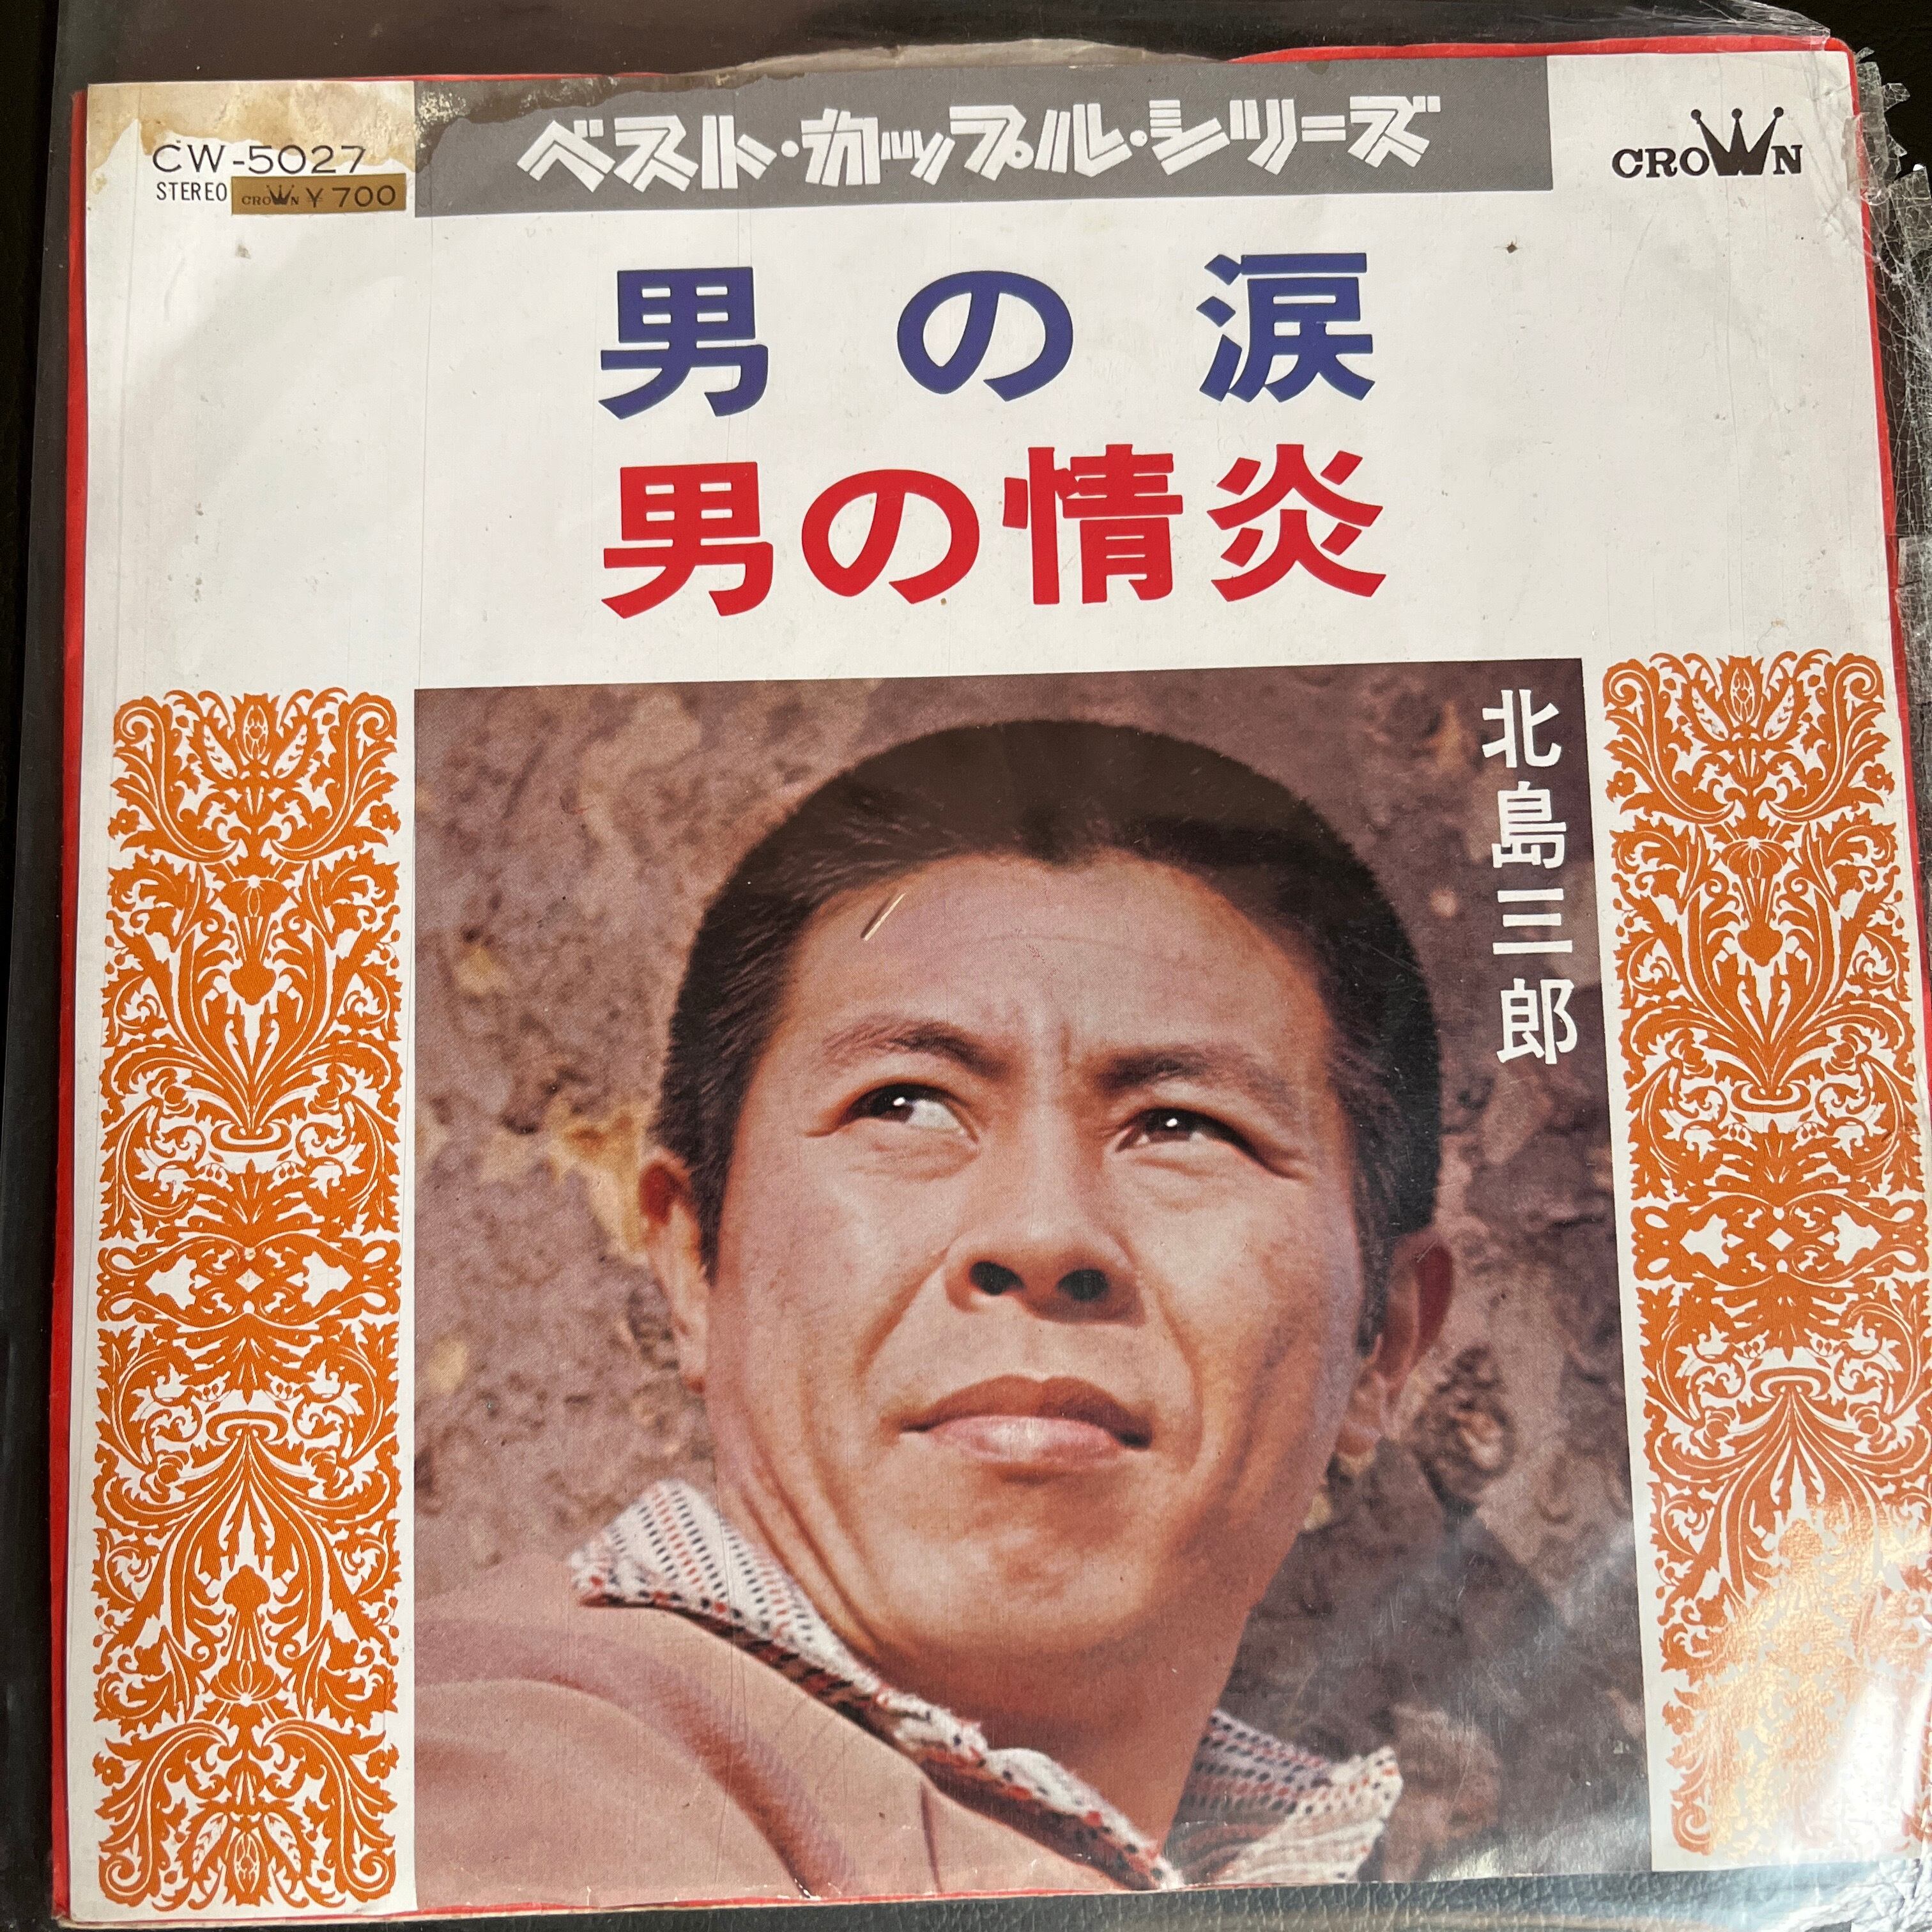 CW-5027
STEREO CROWN ¥700
ベスト・カップル・シリーズ
CROWN
男の涙
男の情炎
北島三郎